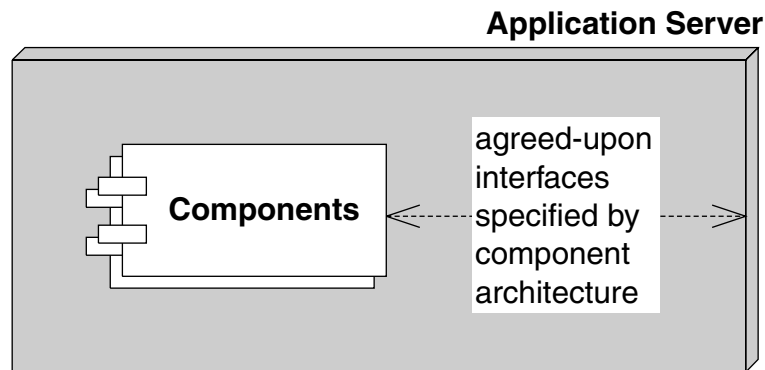 Application Server
agreed-upon
interfaces
Components
specified by
component
architecture